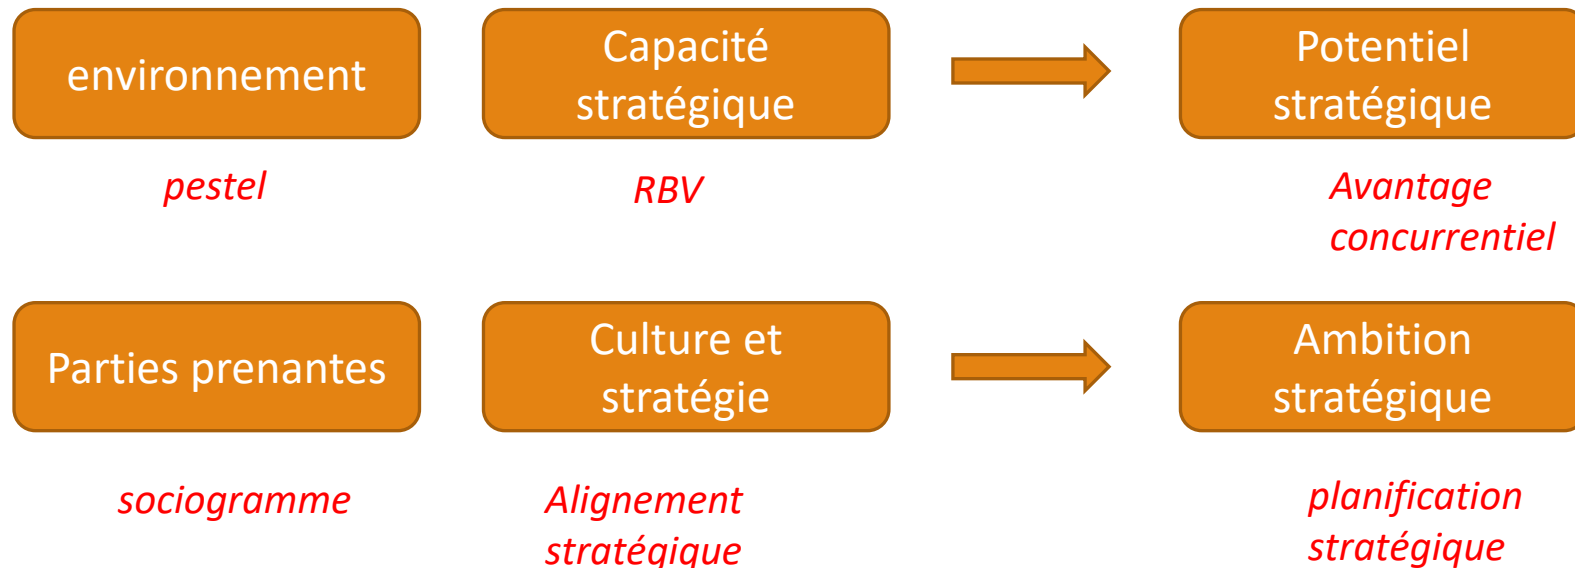 environnement
Capacité
stratégique
Potentiel
stratégique
pestel
RBV
Avantage
concurrentiel
Parties prenantes
Culture et
stratégie
Ambition
stratégique
sociogramme
Alignement
stratégique
planification
stratégique